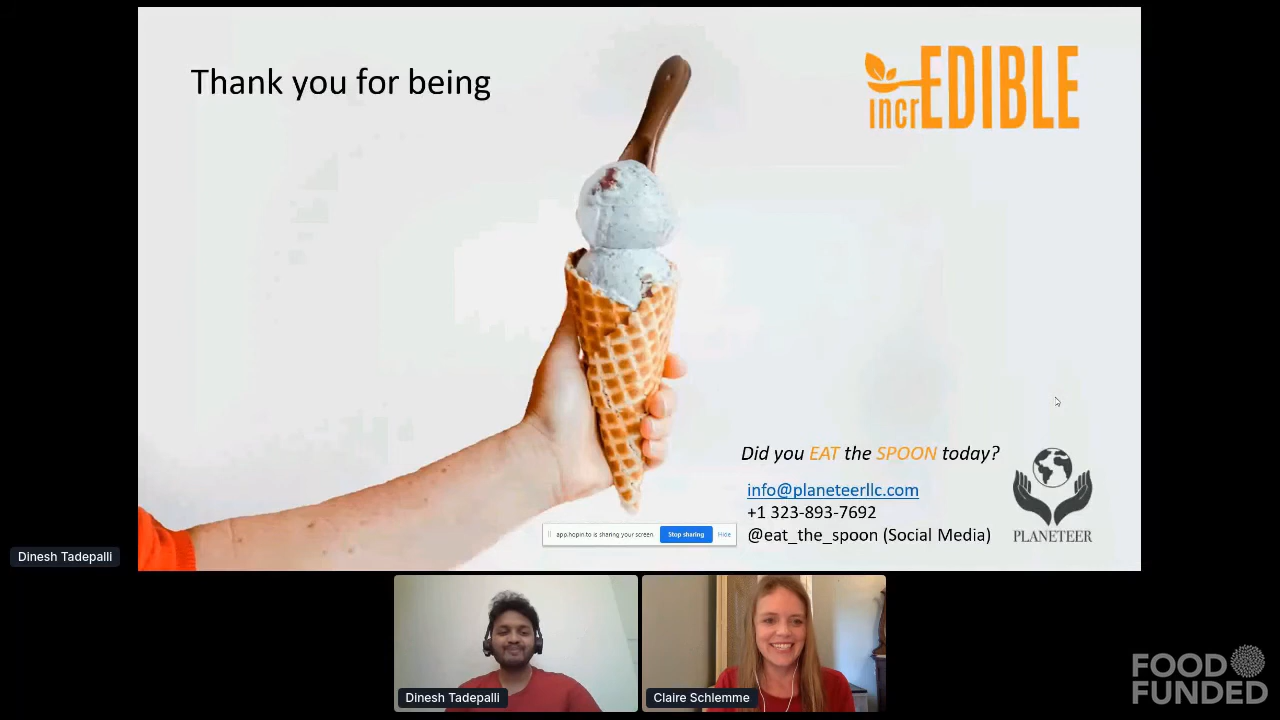 Thank you for being
incrEDIBLE
Did you EAT the SPOON today?
info@planeteerllc.com
+1 323-893-7692
@eat_the_spoon (Social Media)
PLANETEER
app.hopin.to is sharing your screen.
Stop sharing
Hide
Dinesh Tadepalli
Dinesh Tadepalli
Claire Schlemme
FOOD
FUNDED